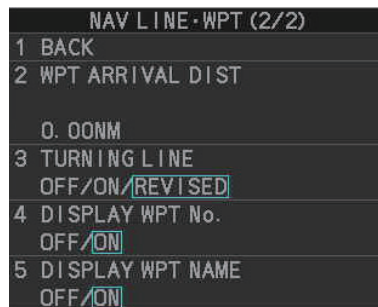 NAV LINE·WPT (2/2)
1 BACK
2 WPT ARRIVAL DIST
0.00NM
3 TURNING LINE
OFF/ON/REVISED
4 DISPLAY WPT No.
OFF/ON
5 DISPLAY WPT NAME
OFF/ON